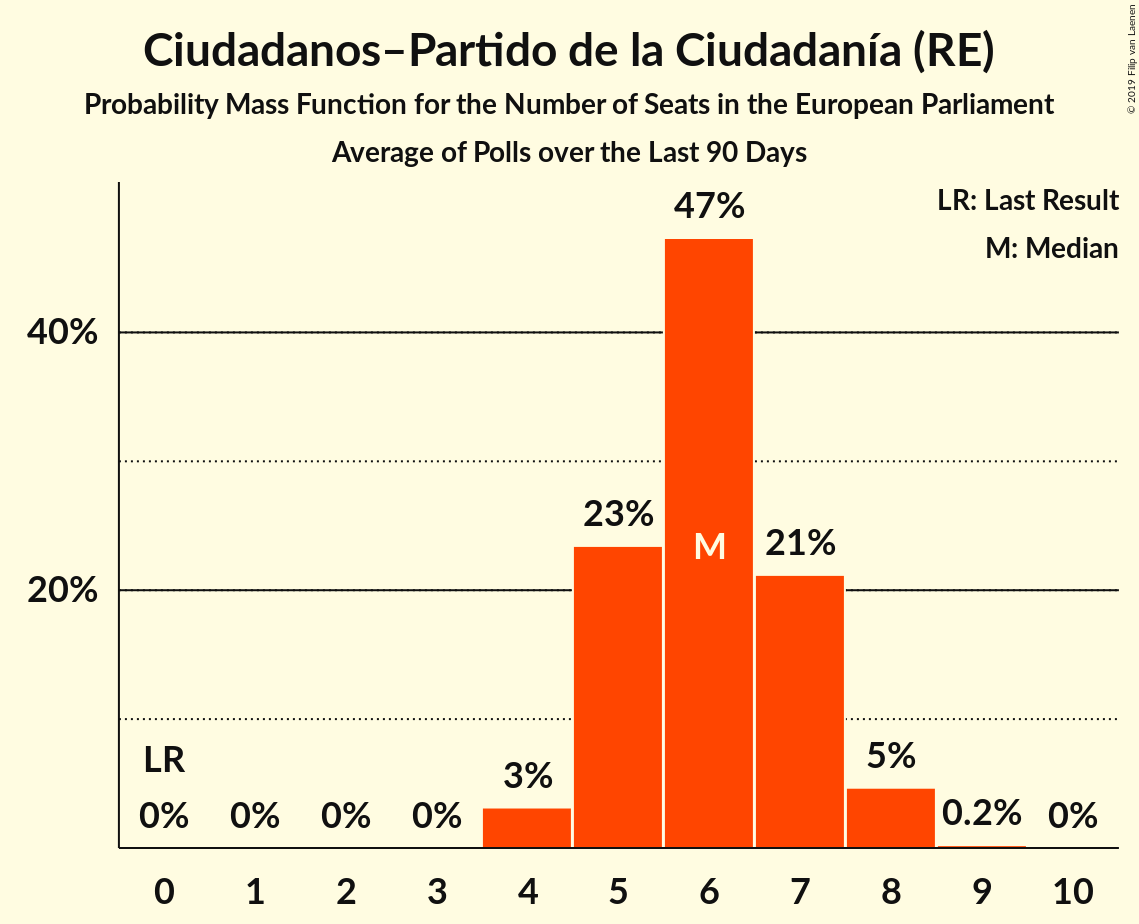 Ciudadanos–Partido de la Ciudadanía (RE)
Probability Mass Function for the Number of Seats in the European Parliament
Average of Polls over the Last 90 Days
© 2019 Filip van Laenen
LR: Last Result
M: Median
47%
40%
23%
M
21%
20%
LR
3%
5%
0% 0% 0% 0% 0.2% 0%
0 1 2 3 4 5 6 7 8 9 10